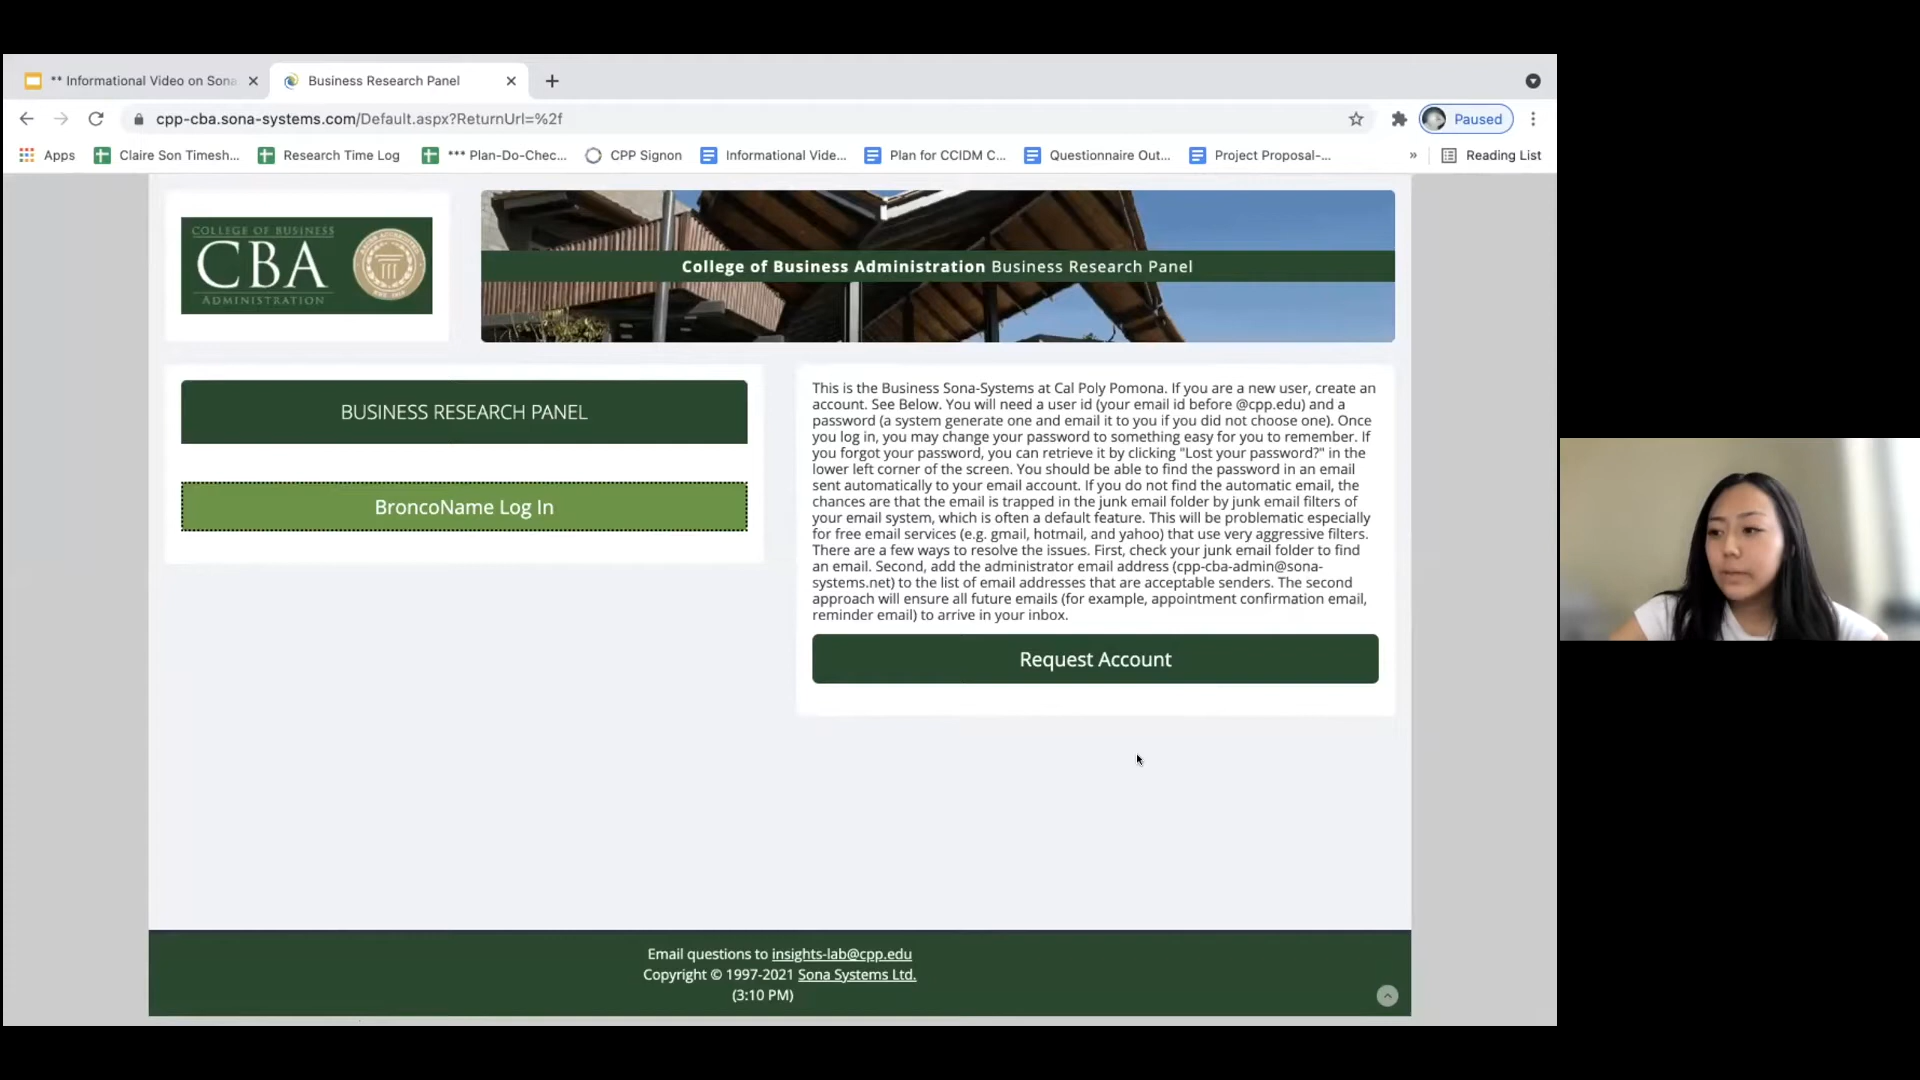 ** Informational Video on Sona
Business Research Panel
cpp-cba.sona-systems.com/Default.aspx?ReturnUrl=%2f
Paused
Apps
Claire Son Timesh...
Research Time Log
*** Plan-Do-Chec...
CPP Signon
Informational Vide...
Plan for CCIDM C...
Questionnaire Out...
Project Proposal-...
»
Reading List
COLLEGE OF BUSINESS
CBA
ADMINISTRATION
College of Business Administration Business Research Panel
BUSINESS RESEARCH PANEL
BroncoName Log In
This is the Business Sona-Systems at Cal Poly Pomona. If you are a new user, create an
account. See Below. You will need a user id (your email id before @cpp.edu) and a
password (a system generate one and email it to you if you did not choose one). Once
you log in, you may change your password to something easy for you to remember. If
you forgot your password, you can retrieve it by clicking "Lost your password?" in the
lower left corner of the screen. You should be able to find the password in an email
sent automatically to your email account. If you do not find the automatic email, the
chances are that the email is trapped in the junk email folder by junk email filters of
your email system, which is often a default feature. This will be problematic especially
for free email services (e.g. gmail, hotmail, and yahoo) that use very aggressive filters.
There are a few ways to resolve the issues. First, check your junk email folder to find
an email. Second, add the administrator email address (cpp-cba-admin@sona-
systems.net) to the list of email addresses that are acceptable senders. The second
approach will ensure all future emails (for example, appointment confirmation email,
reminder email) to arrive in your inbox.
Request Account
Email questions to insights-lab@cpp.edu
Copyright © 1997-2021 Sona Systems Ltd.
(3:10 PM)